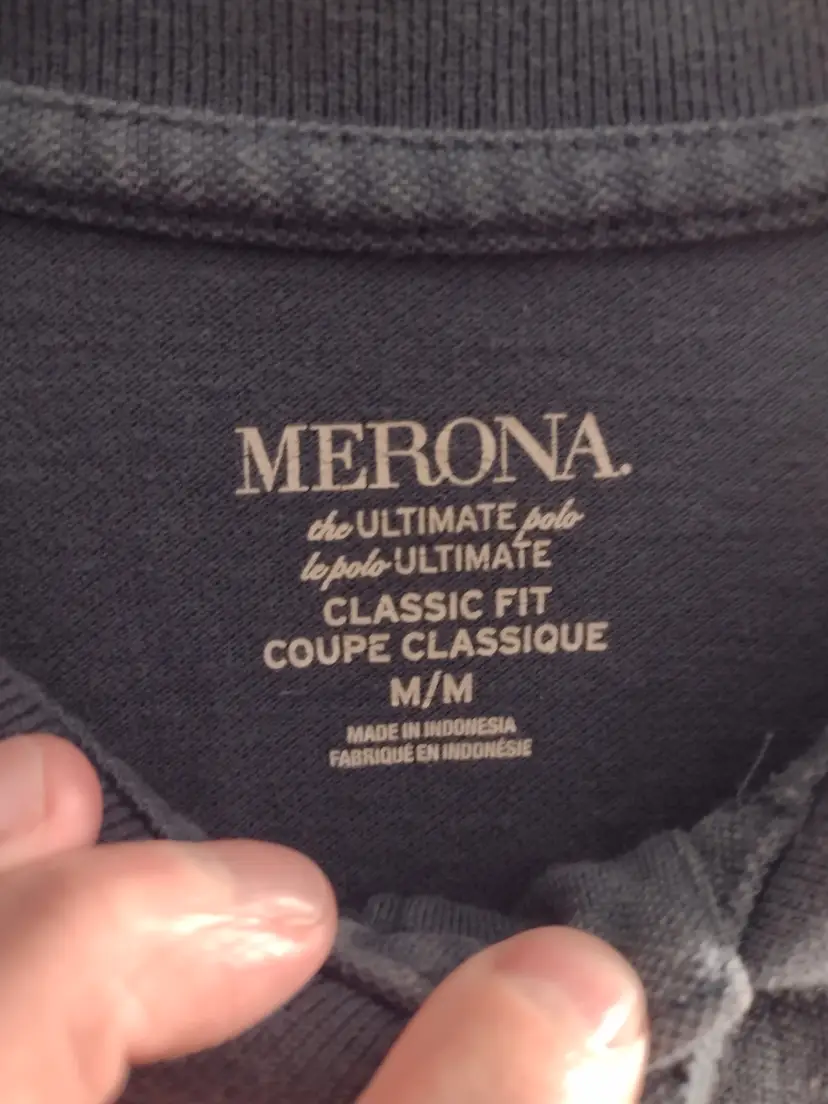 MERONA.
the ULTIMATE polo
le polo ULTIMATE
CLASSIC FIT
COUPE CLASSIQUE
M/M
MADE IN INDONESIA
FABRIQUÉ EN INDONÉSIE